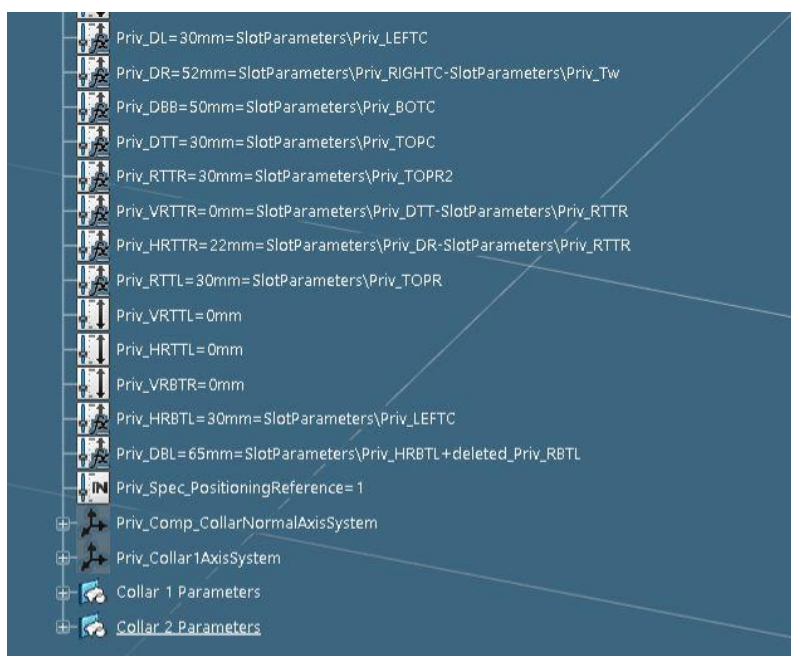 Priv_DL=30mm=SlotParameters\Priv_LEFTC
Priv_DR=52mm=SlotParameters\Priv_RIGHTC-SlotParameters\Priv_Tw
Priv_DBB=50mm=SlotParameters\Priv_BOTC
Priv_DTT=30mm=SlotParameters\Priv_TOPC
Priv_RTTR=30mm=SlotParameters\Priv_TOPR2
Priv_VRTTR=0mm=SlotParameters\Priv_DTT-SlotParameters\Priv_RTTR
Priv_HRTTR=22mm=SlotParameters\Priv_DR-SlotParameters\Priv_RTTR
Priv_RTTL=30mm=SlotParameters\Priv_TOPR
Priv_VRTTL=0mm
Priv_HRTTL=0mm
Priv_VRBTR=0mm
Priv_HRBTL=30mm=SlotParameters\Priv_LEFTC
Priv_DBL=65mm=SlotParameters\Priv_HRBTL+deleted_Priv_RBTL
IN Priv_Spec_PositioningReference=1
Priv_Comp_CollarNormalAxisSystem
Priv_Collar1AxisSystem
Collar 1 Parameters
Collar 2 Parameters